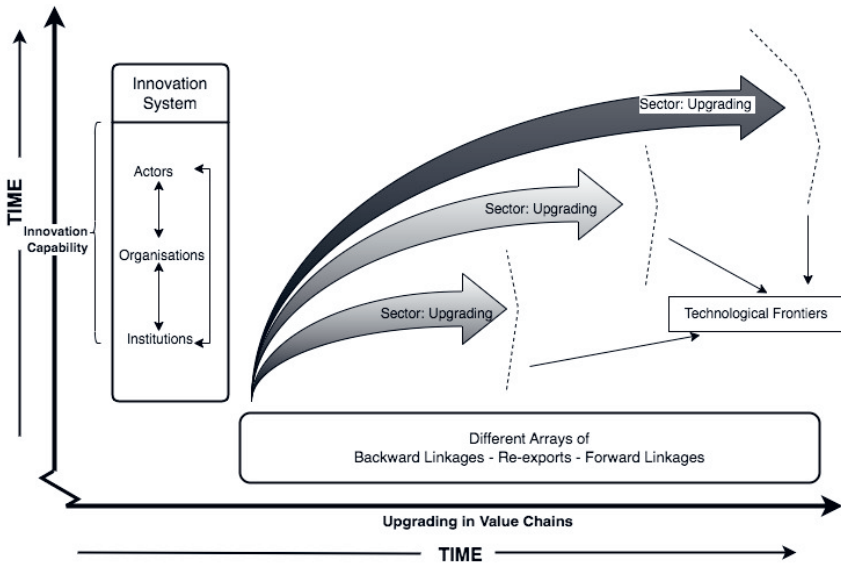 Innovation
System
Actors
Organisations
Institutions
TIME
Innovation
Capability
Sector: Upgrading
Sector: Upgrading
Sector: Upgrading
Technological Frontiers
Different Arrays of
Backward Linkages - Re-exports - Forward Linkages
Upgrading in Value Chains
TIME